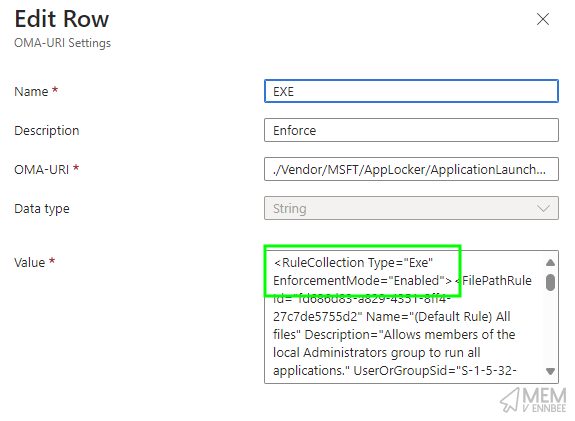 Edit Row
OMA-URI Settings
Name *
EXE
Description
Enforce
OMA-URI *
./Vendor/MSFT/AppLocker/ApplicationLaunch...
Data type
String
Value *
<RuleCollection Type="Exe"
EnforcementMode="Enabled"><FilePathRule
Id="fd686d83-a829-4351-8ff4-
27c7de5755d2" Name="(Default Rule) All
files" Description="Allows members of the
local Administrators group to run all
applications." UserOrGroupSid="S-1-5-32-
MEM
VENNBEE